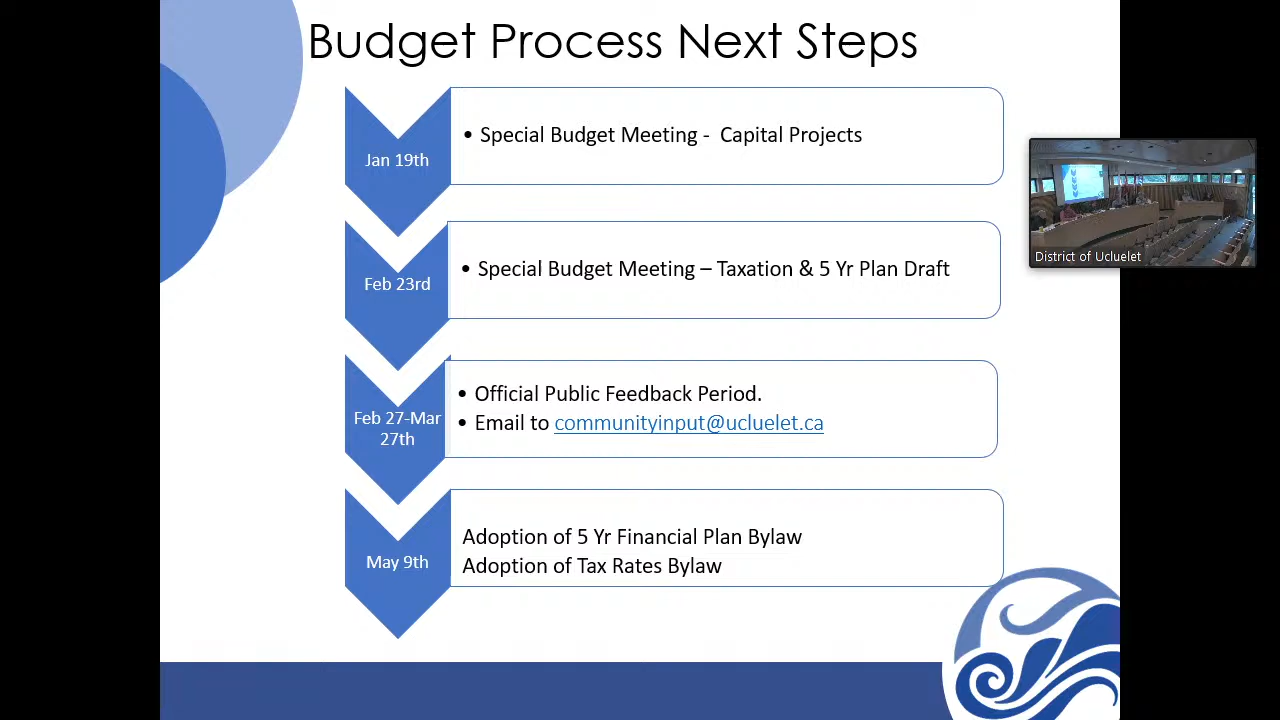 Budget Process Next Steps
Jan 19th
• Special Budget Meeting - Capital Projects
Feb 23rd
• Special Budget Meeting – Taxation & 5 Yr Plan Draft
Feb 27-Mar
27th
• Official Public Feedback Period.
• Email to communityinput@ucluelet.ca
May 9th
Adoption of 5 Yr Financial Plan Bylaw
Adoption of Tax Rates Bylaw
District of Ucluelet